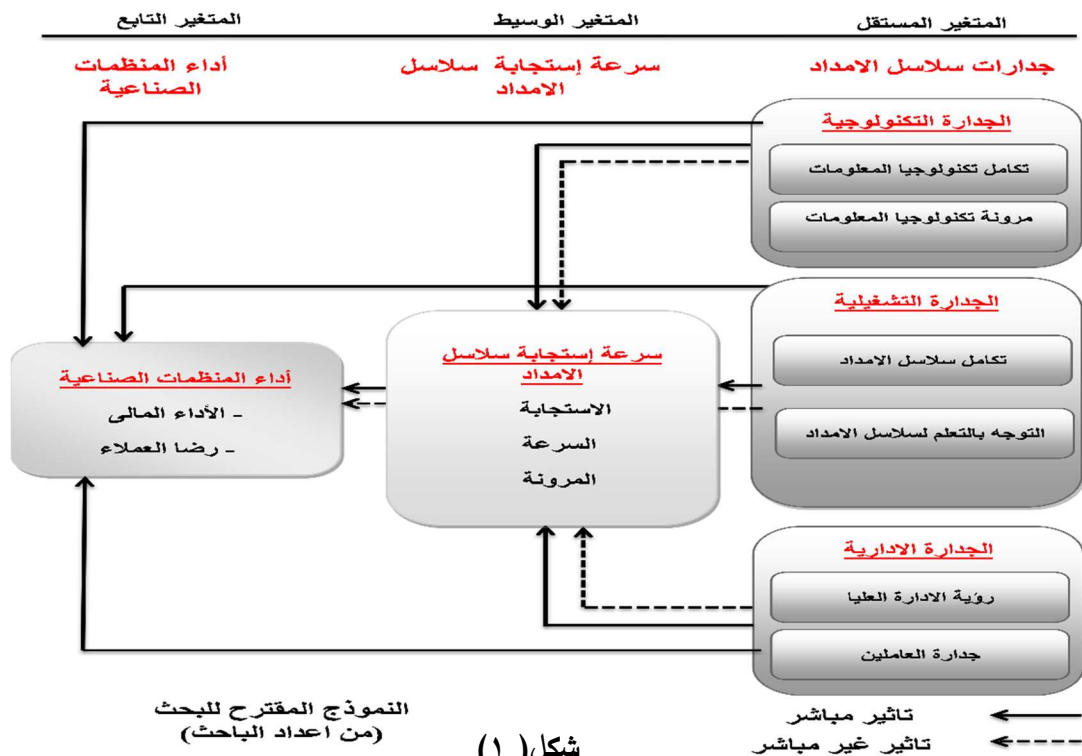 المتغير المستقل
المتغير الوسيط
المتغير التابع
جدارات سلاسل الامداد
سرعة إستجابة سلاسل
الامداد
أداء المنظمات
الصناعية
الجدارة التكنولوجية
تكامل تكنولوجيا المعلومات
مرونة تكنولوجيا المعلومات
الجدارة التشغيلية
تكامل سلاسل الامداد
التوجه بالتعلم لسلاسل الامداد
الجدارة الادارية
رؤية الادارة العليا
جدارة العاملين
سرعة إستجابة سلاسل
الامداد
الاستجابة
السرعة
المرونة
أداء المنظمات الصناعية
- الأداء المالى
- رضا العملاء
تاثير مباشر
تاثير غير مباشر
النموذج المقترح للبحث
(من اعداد الباحث)
شكل( ١)